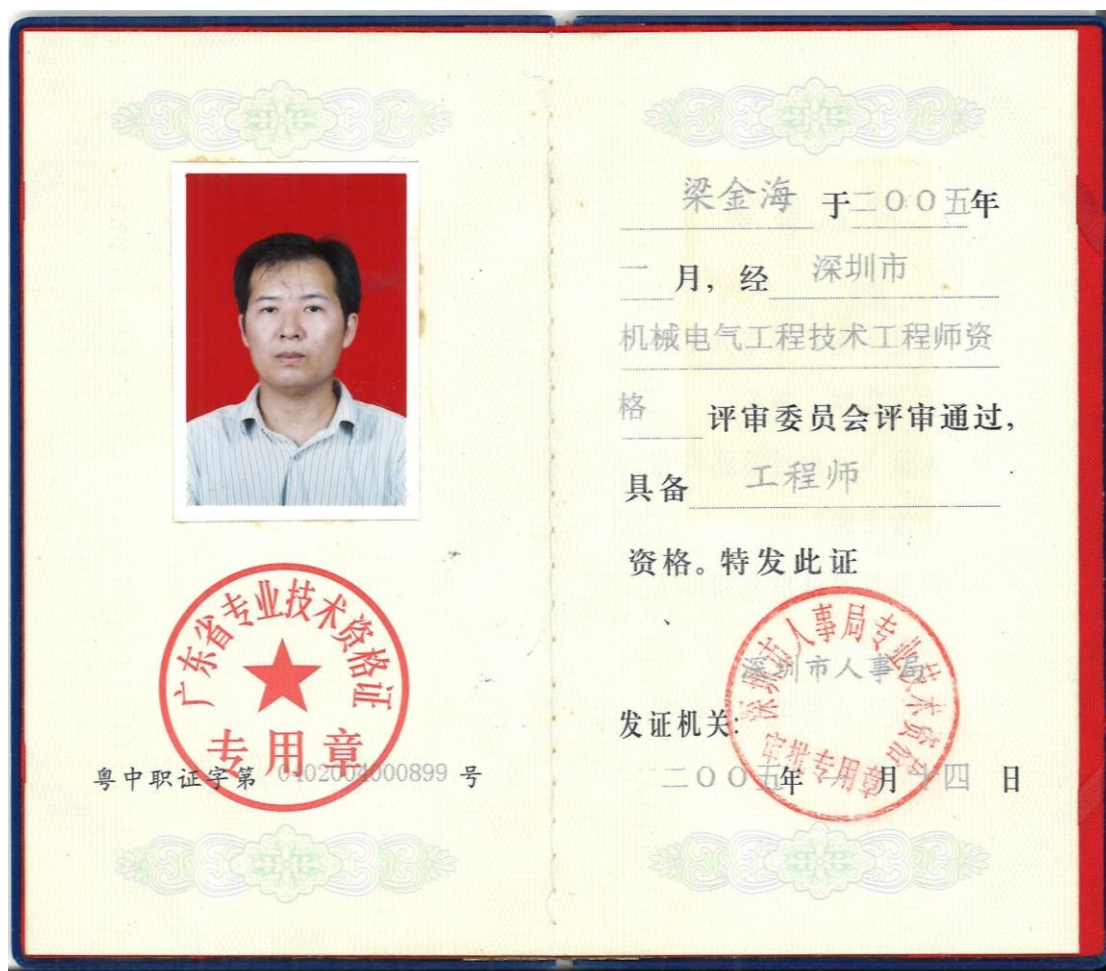 广东省专业技术资格证
专用章
粤中职证字第 0402004000899 号
梁金海 于二〇〇五年
一月，经 深圳市
机械电气工程技术工程师资
格 评审委员会评审通过，
具备 工程师
资格。特发此证
深圳市人事局专业技术资格
审批专用章
深圳市人事局
发证机关：
二〇〇五年一月十四日